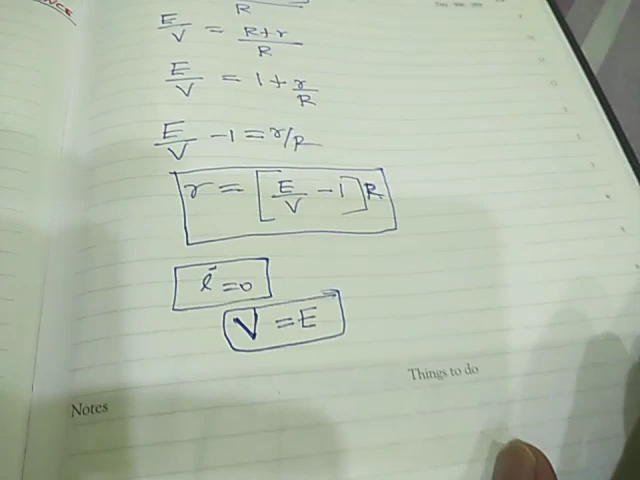 R
E/V = R+r/R
E/V = 1 + r/R
E/V - 1 = r/R
r = [E/V - 1] R
i = 0
V = E
Things to do
Notes